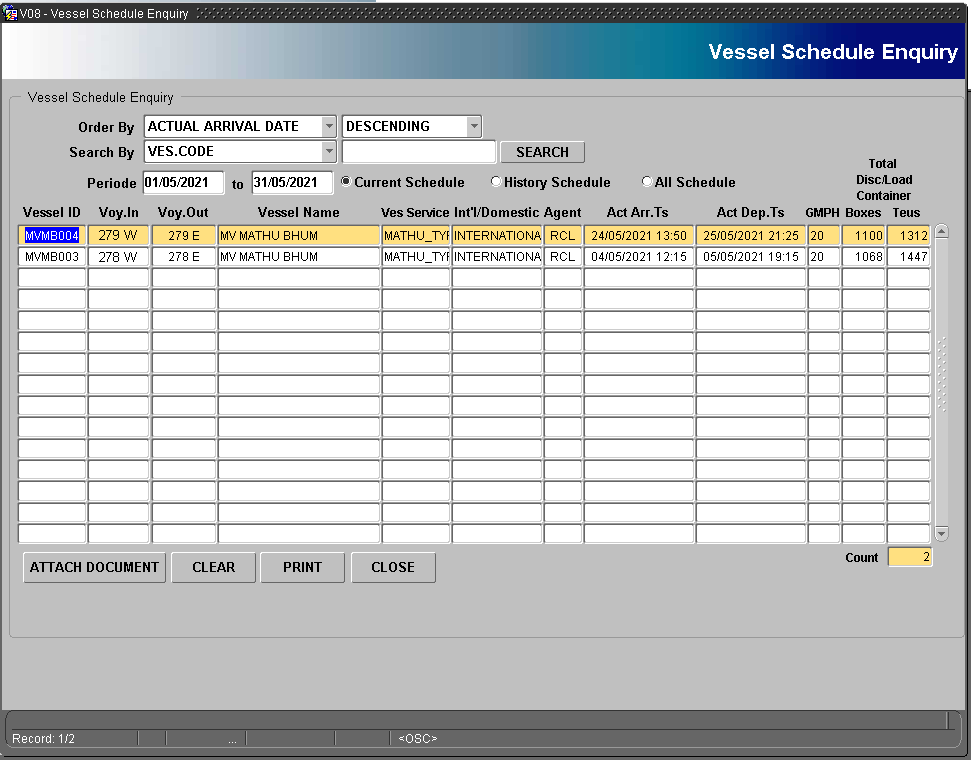 V08 - Vessel Schedule Enquiry
Vessel Schedule Enquiry
Vessel Schedule Enquiry
Order By ACTUAL ARRIVAL DATE DESCENDING
Search By VES.CODE SEARCH
Periode 01/05/2021 to 31/05/2021 Current Schedule History Schedule All Schedule
Total
Disc/Load
Container
Vessel ID Voy.In Voy.Out Vessel Name Ves Service Int'l/Domestic Agent Act Arr.Ts Act Dep.Ts GMPH Boxes Teus
MVMB004 279 W 279 E MV MATHU BHUM MATHU_TYP INTERNATIONA RCL 24/05/2021 13:50 25/05/2021 21:25 20 1100 1312
MVMB003 278 W 278 E MV MATHU BHUM MATHU_TYP INTERNATIONA RCL 04/05/2021 12:15 05/05/2021 19:15 20 1068 1447
ATTACH DOCUMENT CLEAR PRINT CLOSE Count 2
Record: 1/2 ... <OSC>